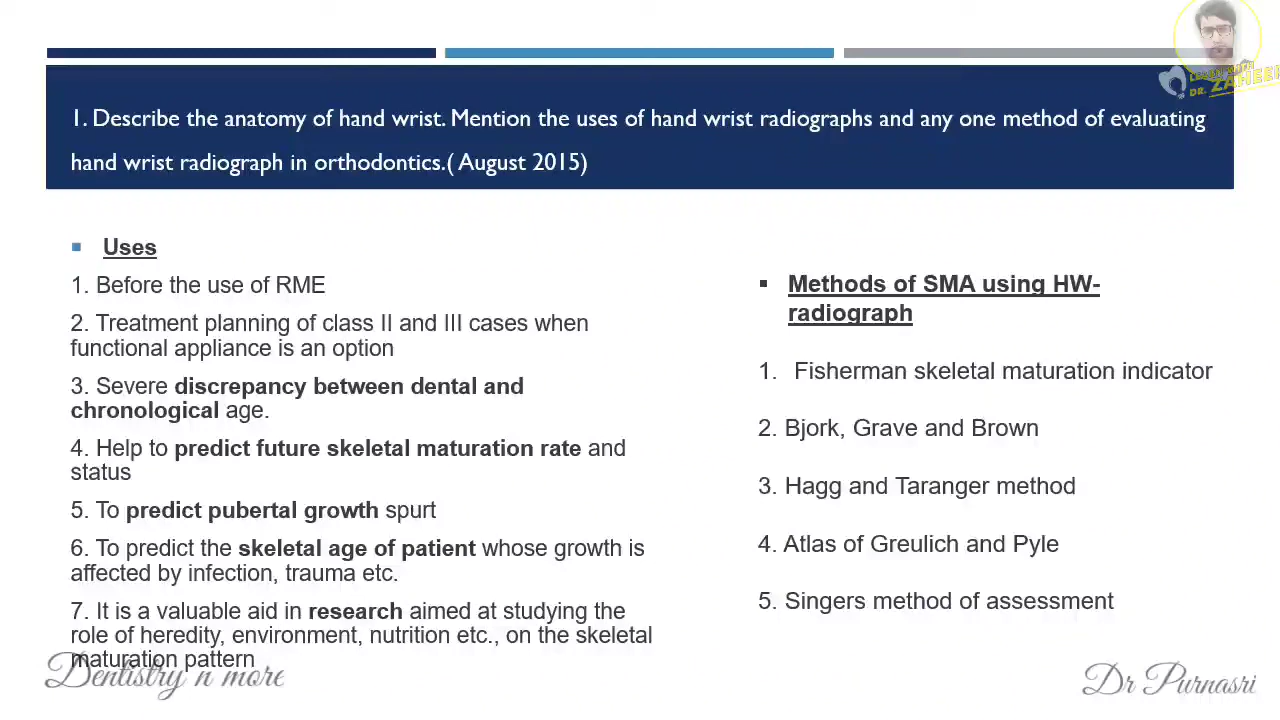 LEARN WITH
DR. ZAHEER
1. Describe the anatomy of hand wrist. Mention the uses of hand wrist radiographs and any one method of evaluating
hand wrist radiograph in orthodontics.( August 2015)
Uses
1. Before the use of RME
2. Treatment planning of class II and III cases when
functional appliance is an option
3. Severe discrepancy between dental and
chronological age.
4. Help to predict future skeletal maturation rate and
status
5. To predict pubertal growth spurt
6. To predict the skeletal age of patient whose growth is
affected by infection, trauma etc.
7. It is a valuable aid in research aimed at studying the
role of heredity, environment, nutrition etc., on the skeletal
maturation pattern
Methods of SMA using HW-
radiograph
1. Fisherman skeletal maturation indicator
2. Bjork, Grave and Brown
3. Hagg and Taranger method
4. Atlas of Greulich and Pyle
5. Singers method of assessment
Dentistry n more
Dr Purnasri